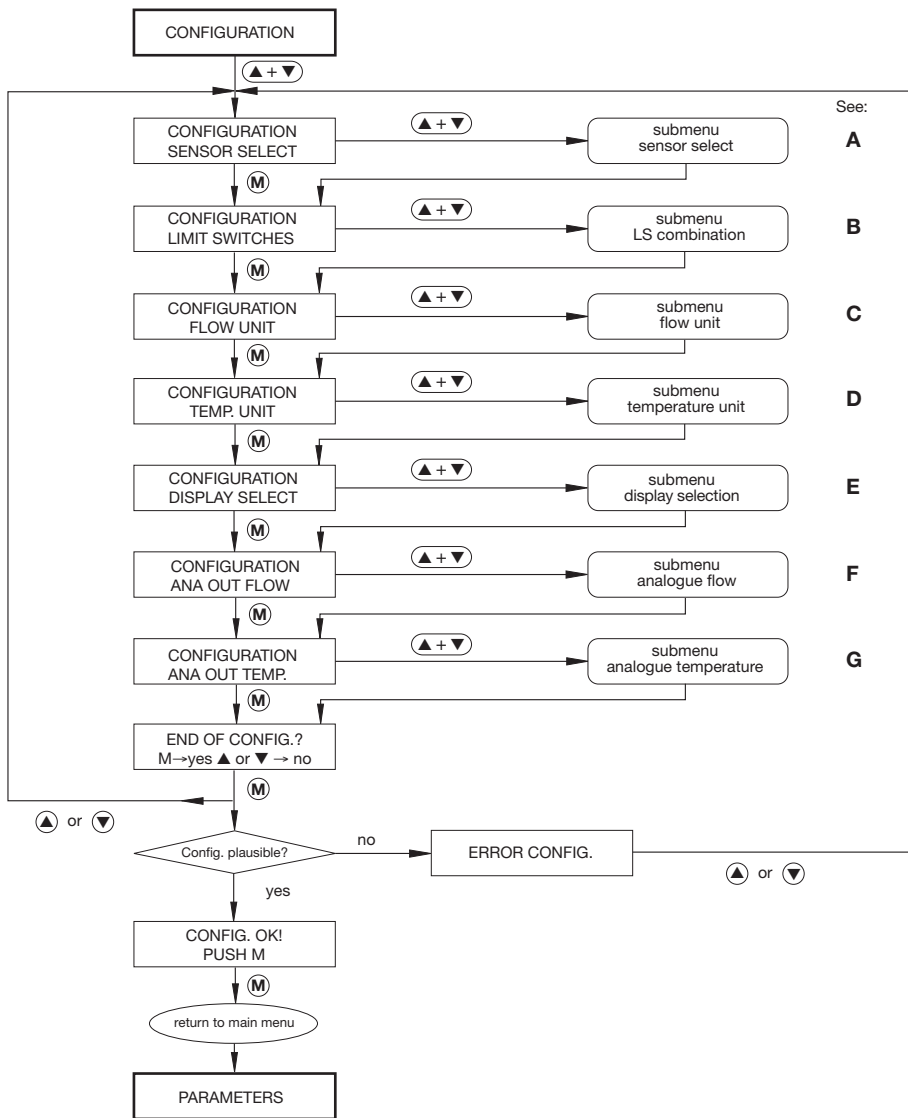 CONFIGURATION
▲ + ▼
See:
CONFIGURATION
SENSOR SELECT
▲ + ▼
submenu
sensor select
A
M
CONFIGURATION
LIMIT SWITCHES
▲ + ▼
submenu
LS combination
B
M
CONFIGURATION
FLOW UNIT
▲ + ▼
submenu
flow unit
C
M
CONFIGURATION
TEMP. UNIT
▲ + ▼
submenu
temperature unit
D
M
CONFIGURATION
DISPLAY SELECT
▲ + ▼
submenu
display selection
E
M
CONFIGURATION
ANA OUT FLOW
▲ + ▼
submenu
analogue flow
F
M
CONFIGURATION
ANA OUT TEMP.
▲ + ▼
submenu
analogue temperature
G
M
END OF CONFIG.?
M→yes ▲ or ▼ → no
M
▲ or ▼
Config. plausible?
no
ERROR CONFIG.
▲ or ▼
yes
CONFIG. OK!
PUSH M
M
return to main menu
PARAMETERS